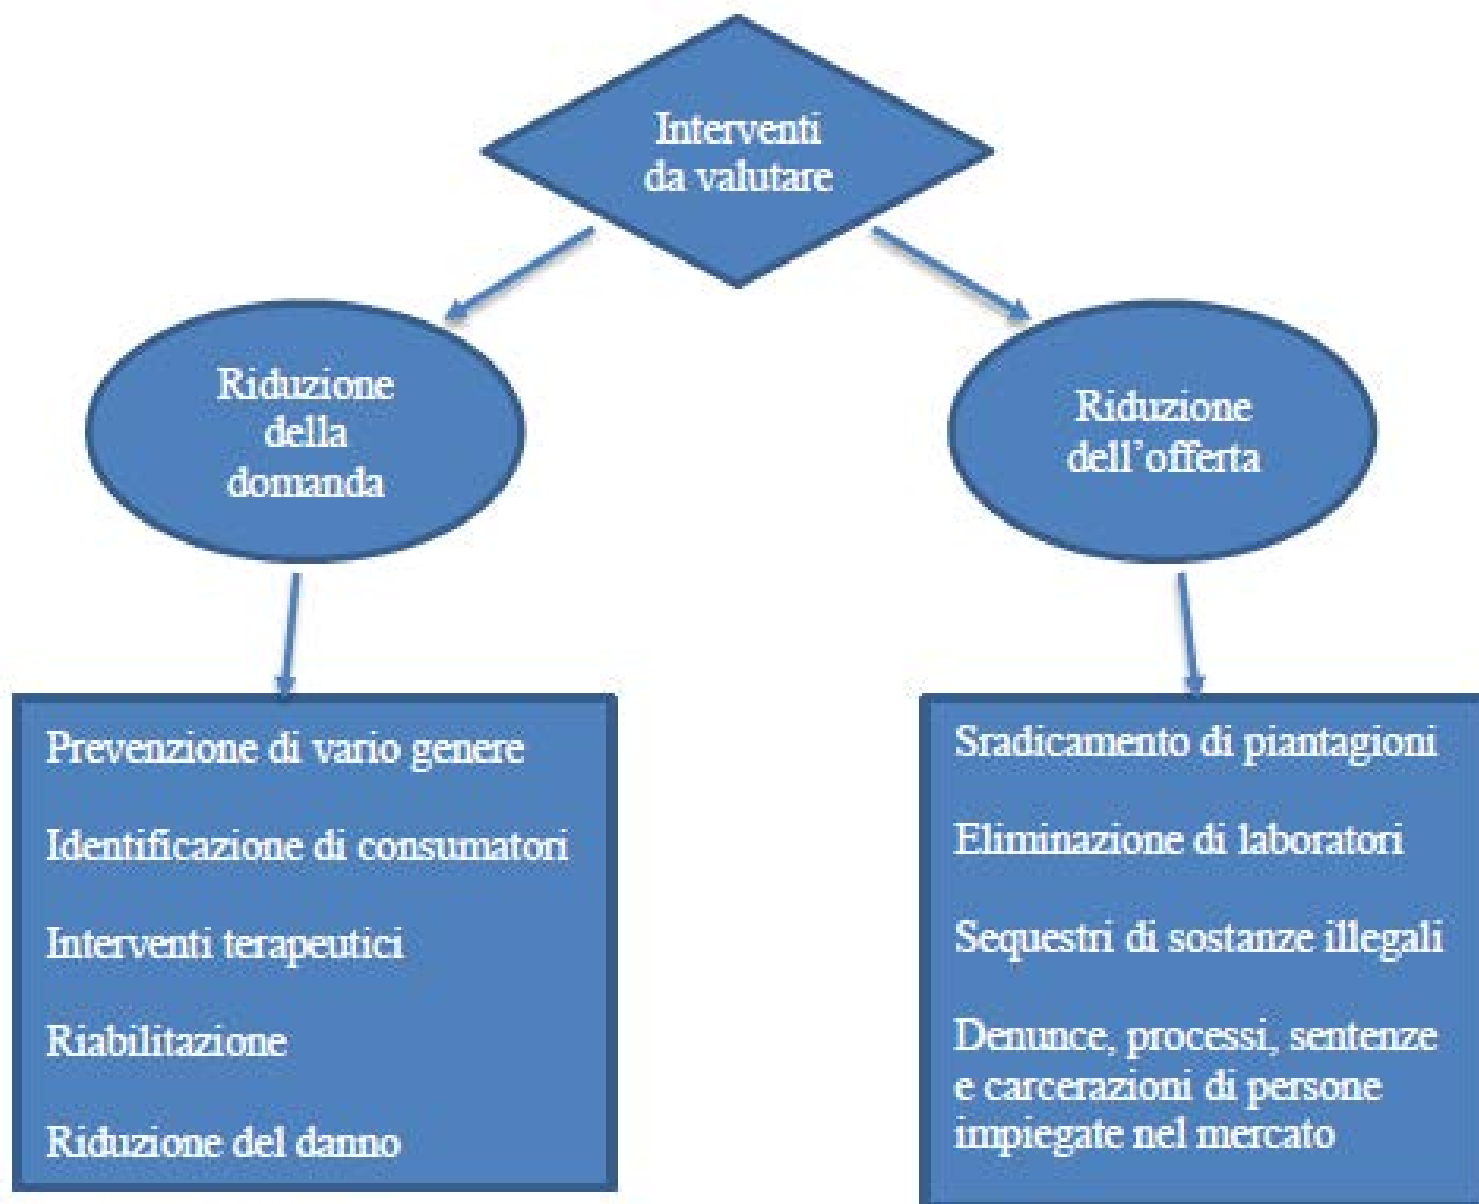 Interventi
da valutare
Riduzione
della
domanda
Riduzione
dell’offerta
Prevenzione di vario genere
Identificazione di consumatori
Interventi terapeutici
Riabilitazione
Riduzione del danno
Sradicamento di piantagioni
Eliminazione di laboratori
Sequestri di sostanze illegali
Denunce, processi, sentenze
e carcerazioni di persone
impiegate nel mercato